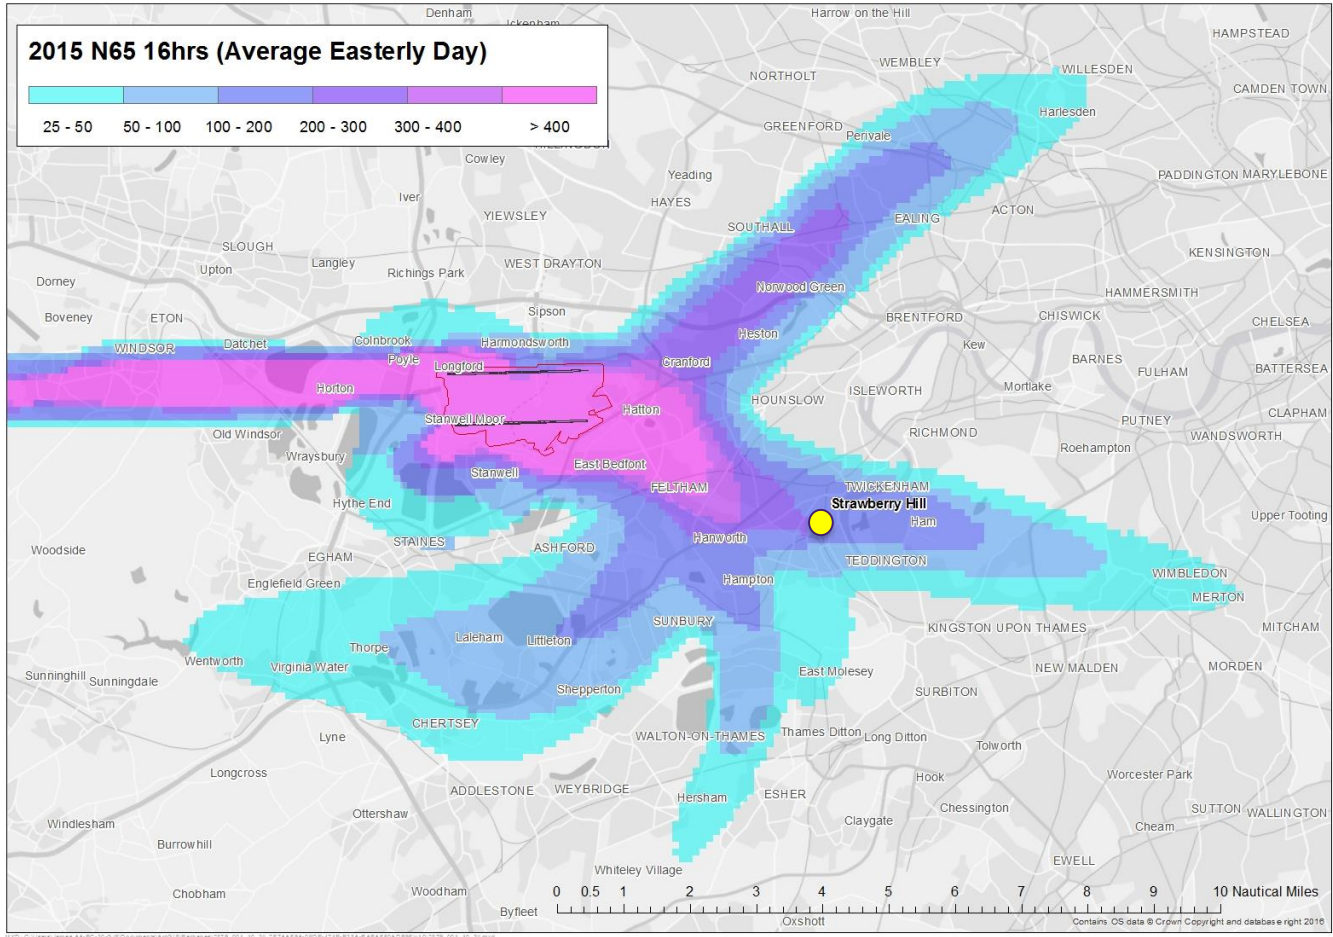 Denham
Ickenham
Harrow on the Hill
HAMPSTEAD
2015 N65 16hrs (Average Easterly Day)
25 - 50 50 - 100 100 - 200 200 - 300 300 - 400 > 400
WEMBLEY
WILLESDEN
NORTHOLT
CAMDEN TOWN
Harlesden
GREENFORD
Perivale
Cowley
Yeading
PADDINGTON MARYLEBONE
Iver
HAYES
YIEWSLEY
ACTON
EALING
SOUTHALL
SLOUGH
KENSINGTON
Langley
WEST DRAYTON
Upton
Richings Park
Dorney
Norwood Green
HAMMERSMITH
Boveney
ETON
Sipson
BRENTFORD
CHISWICK
CHELSEA
Heston
WINDSOR
Datchet
Colnbrook
Harmondsworth
Kew
Poyle
Longford
Cranford
BARNES
FULHAM
BATTERSEA
Horton
ISLEWORTH
Mortlake
HOUNSLOW
Hatton
Stanwell Moor
PUTNEY
CLAPHAM
Old Windsor
RICHMOND
WANDSWORTH
Wraysbury
Roehampton
East Bedfont
Stanwell
FELTHAM
TWICKENHAM
Hythe End
Strawberry Hill
Upper Tooting
Ham
Hanworth
STAINES
ASHFORD
Woodside
EGHAM
TEDDINGTON
WIMBLEDON
Englefield Green
Hampton
MERTON
SUNBURY
KINGSTON UPON THAMES
MITCHAM
Laleham
Littleton
Thorpe
Wentworth
Virginia Water
NEW MALDEN
MORDEN
East Molesey
Sunninghill
Sunningdale
Shepperton
SURBITON
CHERTSEY
Lyne
WALTON-ON-THAMES
Thames Ditton
Long Ditton
Tolworth
Longcross
Hook
Worcester Park
ADDLESTONE
WEYBRIDGE
Hersham
ESHER
Chessington
SUTTON
WALLINGTON
Ottershaw
Claygate
Windlesham
Cheam
Burrowhill
EWELL
Whiteley Village
Chobham
Woodham
0 0.5 1 2 3 4 5 6 7 8 9 10 Nautical Miles
Byfleet
Oxshott
Contains OS data © Crown Copyright and database right 2016